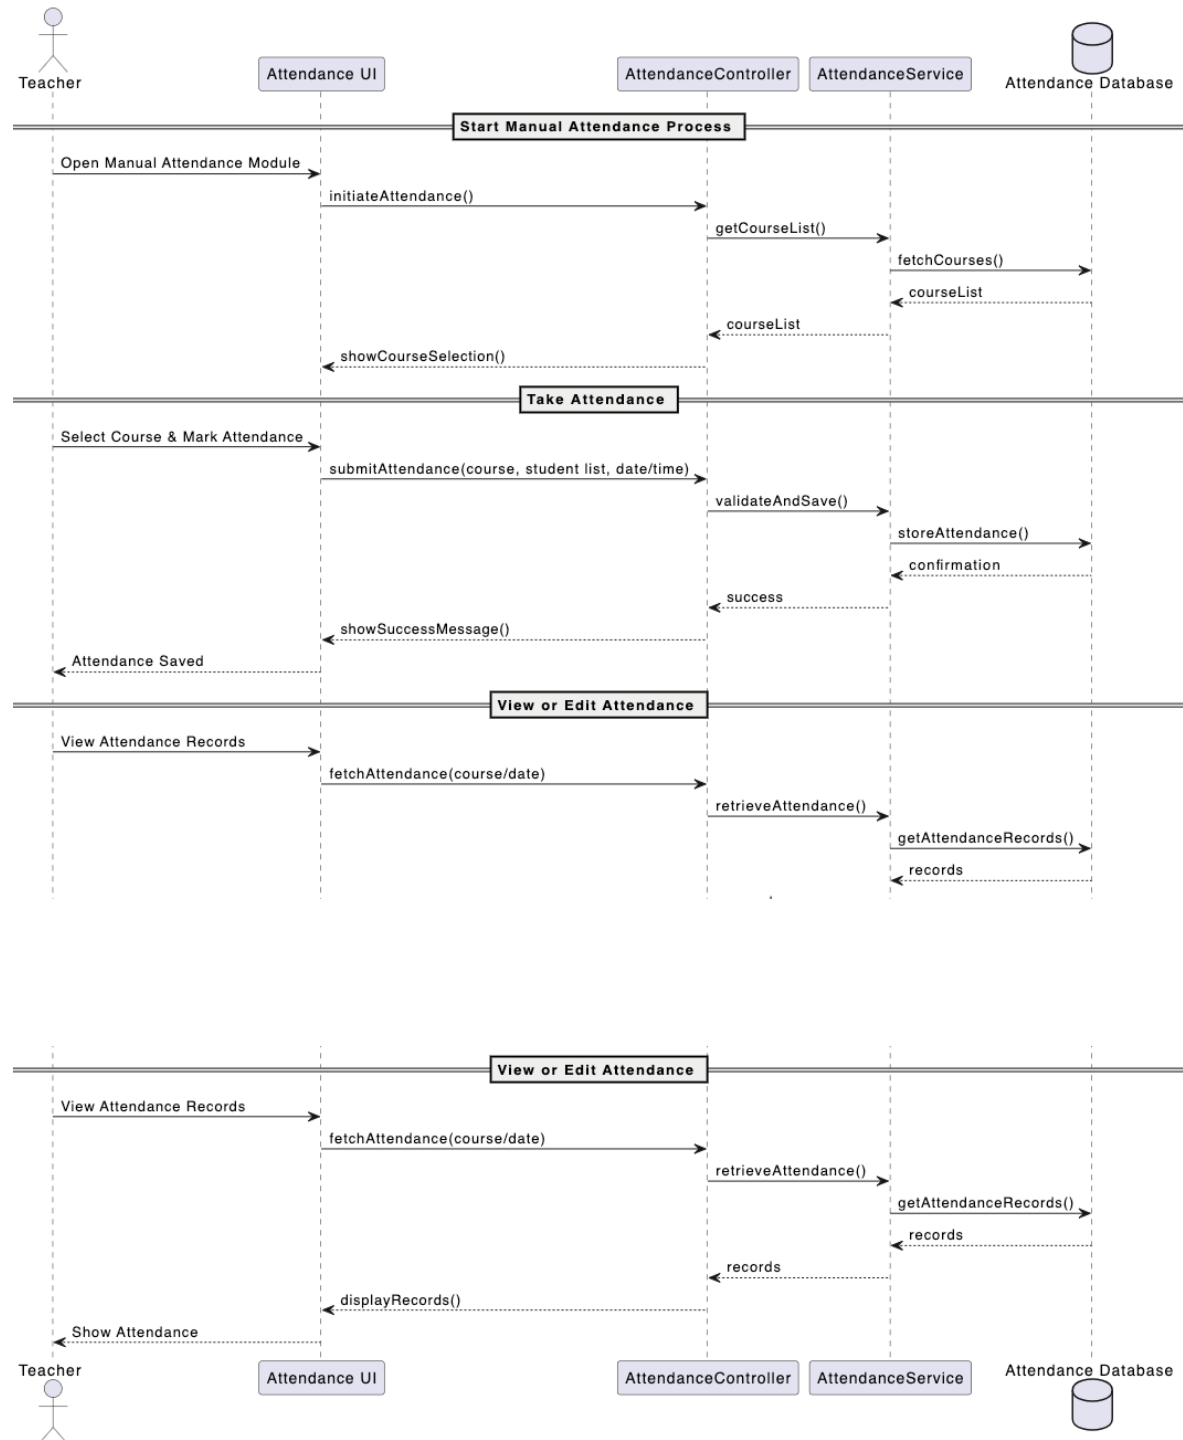 Teacher
Attendance UI
AttendanceController
AttendanceService
Attendance Database
Start Manual Attendance Process
Open Manual Attendance Module
initiateAttendance()
getCourseList()
fetchCourses()
courseList
courseList
showCourseSelection()
Take Attendance
Select Course & Mark Attendance
submitAttendance(course, student list, date/time)
validateAndSave()
storeAttendance()
confirmation
success
showSuccessMessage()
Attendance Saved
View or Edit Attendance
View Attendance Records
fetchAttendance(course/date)
retrieveAttendance()
getAttendanceRecords()
records
View or Edit Attendance
View Attendance Records
fetchAttendance(course/date)
retrieveAttendance()
getAttendanceRecords()
records
records
displayRecords()
Show Attendance
Teacher
Attendance UI
AttendanceController
AttendanceService
Attendance Database